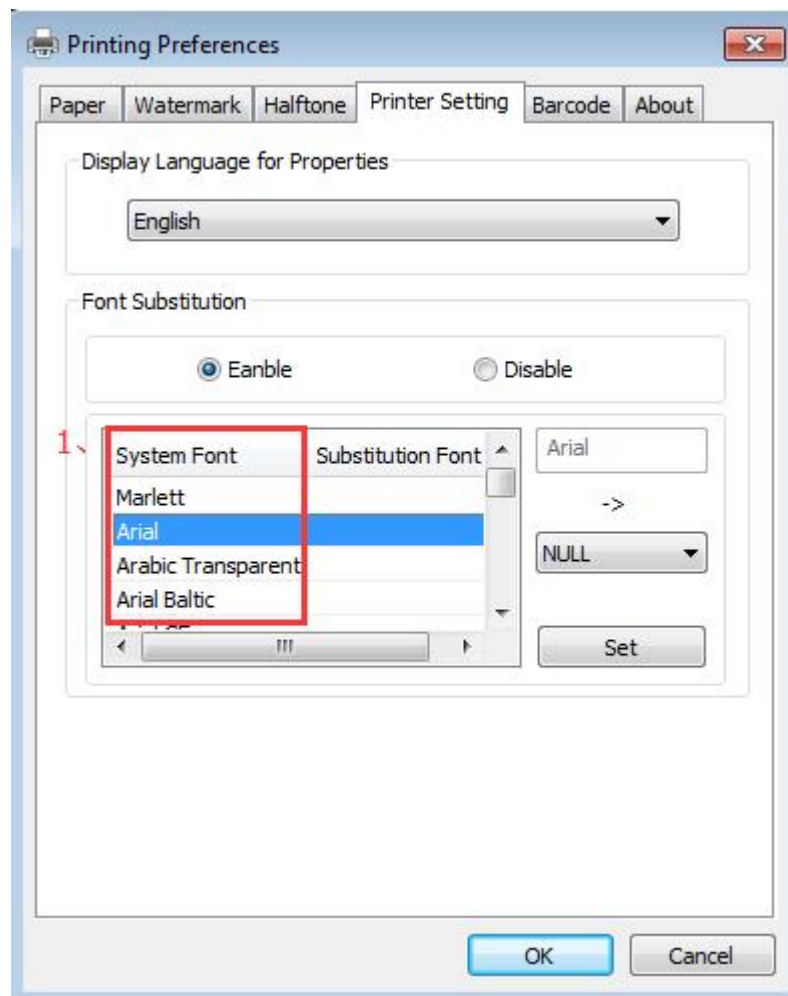 Printing Preferences
Paper Watermark Halftone Printer Setting Barcode About
Display Language for Properties
English
Font Substitution
Eanble Disable
1、
System Font Substitution Font
Marlett
Arial
Arabic Transparent
Arial Baltic
Arial
->
NULL
Set
OK Cancel